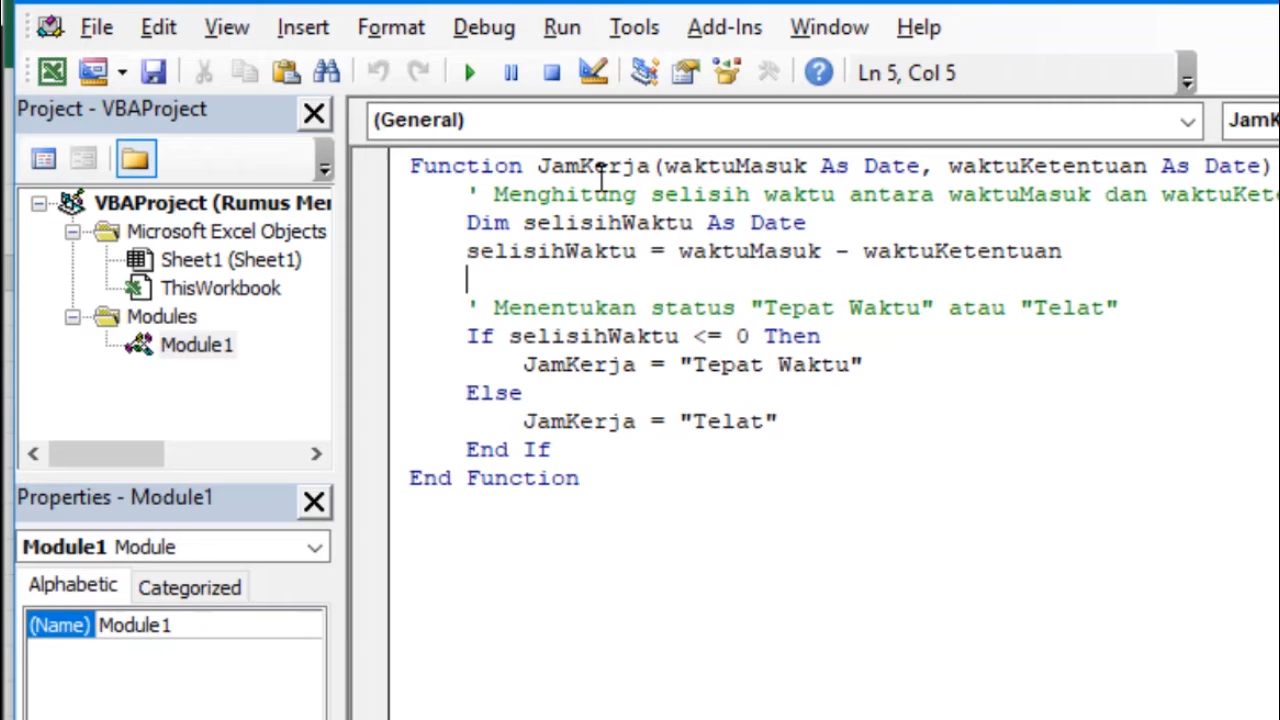 File Edit View Insert Format Debug Run Tools Add-Ins Window Help
Ln 5, Col 5
Project - VBAProject
VBAProject (Rumus
Microsoft Excel Objects
Sheet1 (Sheet1)
ThisWorkbook
Modules
Module1
Properties - Module1
Module1 Module
Alphabetic Categorized
(Name) Module1
(General)
Function JamKerja(waktuMasuk As Date, waktuKetentuan As Date)
' Menghitung selisih waktu antara waktuMasuk dan
Dim selisihWaktu As Date
selisihWaktu = waktuMasuk - waktuKetentuan
' Menentukan status "Tepat Waktu" atau "Telat"
If selisihWaktu <= 0 Then
JamKerja = "Tepat Waktu"
Else
JamKerja = "Telat"
End If
End Function